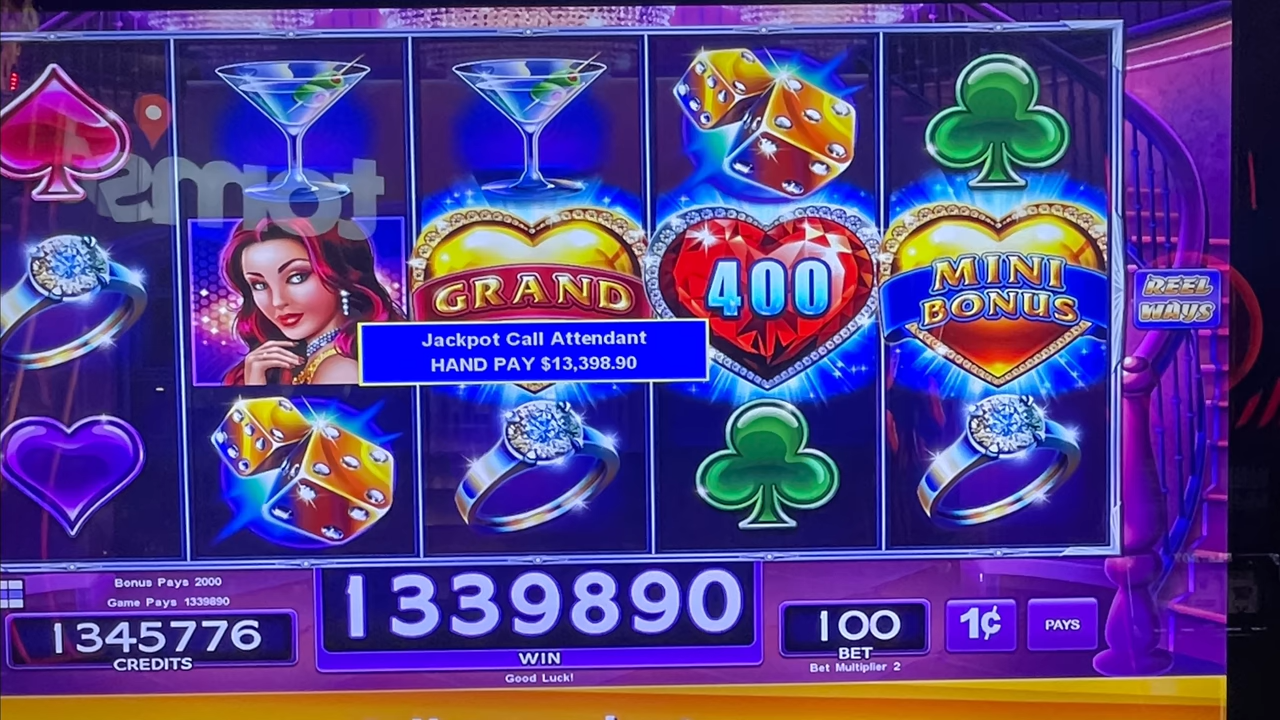 GRAND
400
MINI
BONUS
REEL
WAYS
Jackpot Call Attendant
HAND PAY $13,398.90
Bonus Pays 2000
Game Pays 1339890
1345776
CREDITS
1339890
WIN
Good Luck!
100
BET
Bet Multiplier 2
1¢
PAYS